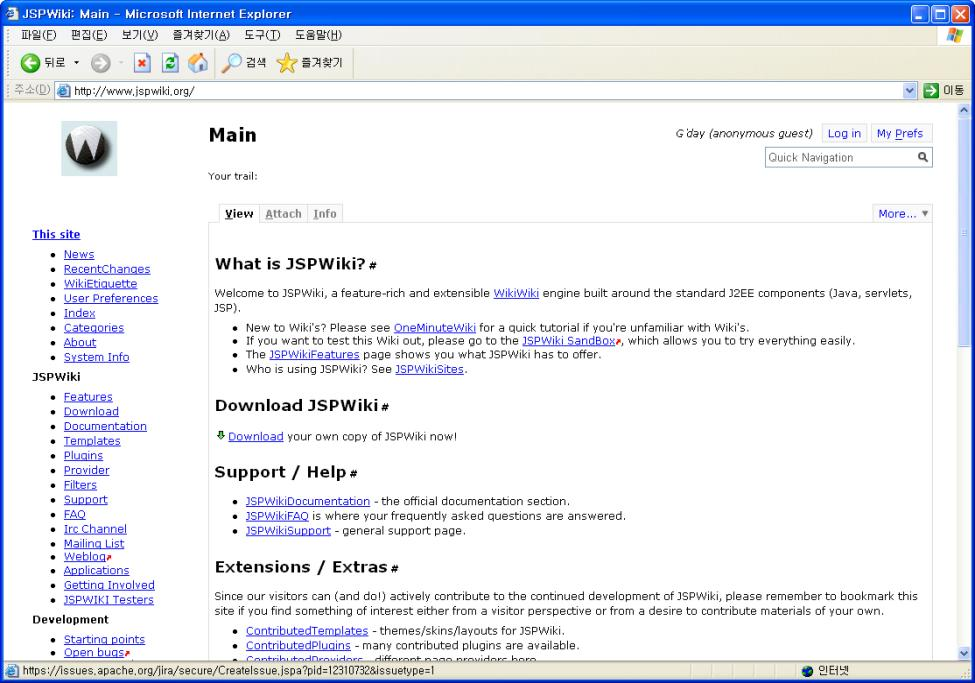 JSPWiki: Main - Microsoft Internet Explorer
파일(F) 편집(E) 보기(V) 즐겨찾기(A) 도구(T) 도움말(H)
뒤로 검색 즐겨찾기
주소(D) http://www.jspwiki.org/ 이동
W
Main
G'day (anonymous guest) Log in My Prefs
Quick Navigation
Your trail:
View Attach Info More... ▼
This site
• News
• RecentChanges
• WikiEtiquette
• User Preferences
• Index
• Categories
• About
• System Info
JSPWiki
• Features
• Download
• Documentation
• Templates
• Plugins
• Provider
• Filters
• Support
• FAQ
• Irc Channel
• Mailing List
• Weblog
• Applications
• Getting Involved
• JSPWIKI Testers
Development
• Starting points
• Open bugs
What is JSPWiki? #
Welcome to JSPWiki, a feature-rich and extensible WikiWiki engine built around the standard J2EE components (Java, servlets,
JSP).
• New to Wiki's? Please see OneMinuteWiki for a quick tutorial if you're unfamiliar with Wiki's.
• If you want to test this Wiki out, please go to the JSPWiki SandBox, which allows you to try everything easily.
• The JSPWikiFeatures page shows you what JSPWiki has to offer.
• Who is using JSPWiki? See JSPWikiSites.
Download JSPWiki #
Download your own copy of JSPWiki now!
Support / Help #
• JSPWikiDocumentation - the official documentation section.
• JSPWikiFAQ is where your frequently asked questions are answered.
• JSPWikiSupport - general support page.
Extensions / Extras #
Since our visitors can (and do!) actively contribute to the continued development of JSPWiki, please remember to bookmark this
site if you find something of interest either from a visitor perspective or from a desire to contribute materials of your own.
• ContributedTemplates - themes/skins/layouts for JSPWiki.
• ContributedPlugins - many contributed plugins are available.
• ContributedProviders - different page providers here.
https://issues.apache.org/jira/secure/CreateIssue.jspa?pid=12310732&issuetype=1 인터넷